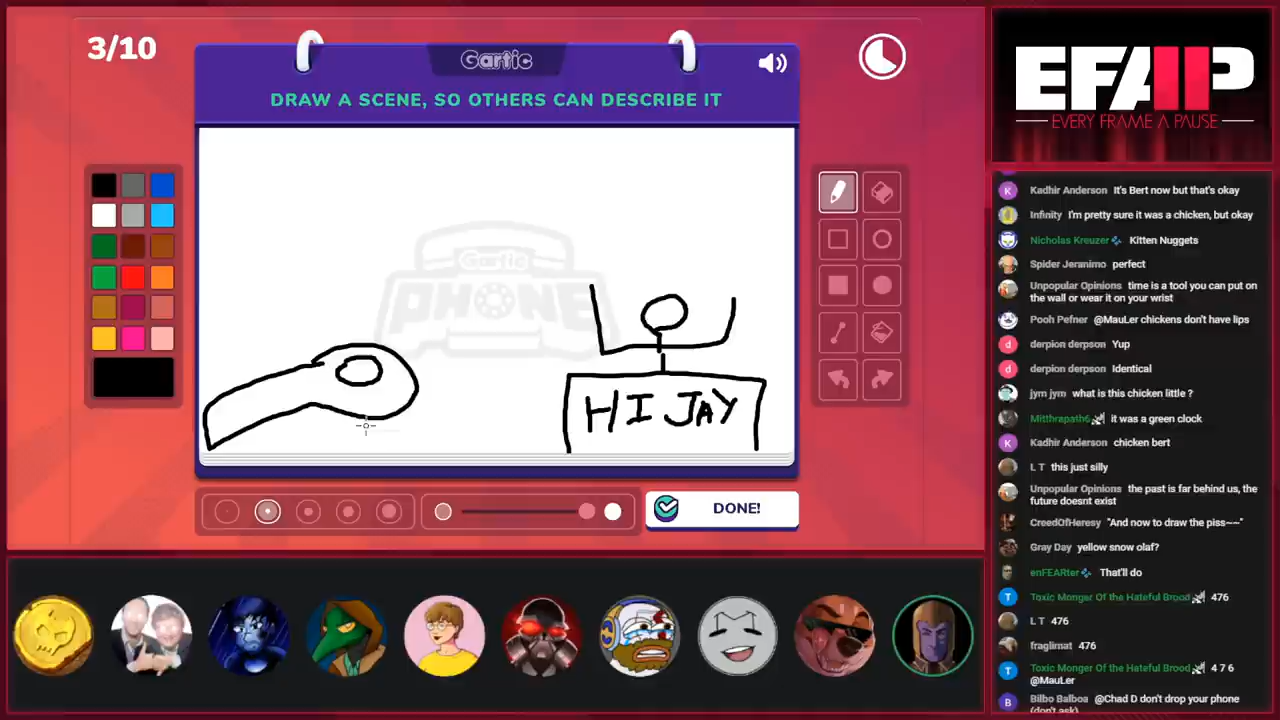 3/10
Gartic
DRAW A SCENE, SO OTHERS CAN DESCRIBE IT
Gartic
PHONE
HI JAY
DONE!
EFAP
EVERY FRAME A PAUSE
K Kadhir Anderson It's Bert now but that's okay
Infinity I'm pretty sure it was a chicken, but okay
Nicholas Kreuzer Kitten Nuggets
Spider Jeranimo perfect
Unpopular Opinions time is a tool you can put
on the wall or wear it on your wrist
Pooh Pefner @MauLer chickens don't have lips
d derpion derpson Yup
d derpion derpson Identical
jym jym what is this chicken little ?
Mitthrapath6 it was a green clock
K Kadhir Anderson chicken bert
L T this just silly
Unpopular Opinions the past is far behind us, the
future doesnt exist
CreedOfHeresy "And now to draw the piss~~"
Gray Day yellow snow olaf?
enFEARter That'll do
T Toxic Monger Of the Hateful Brood 476
L T 476
fraglimat 476
T Toxic Monger Of the Hateful Brood 4 7 6
@MauLer
B Bilbo Balboa @Chad D don't drop your phone
(don't ask)